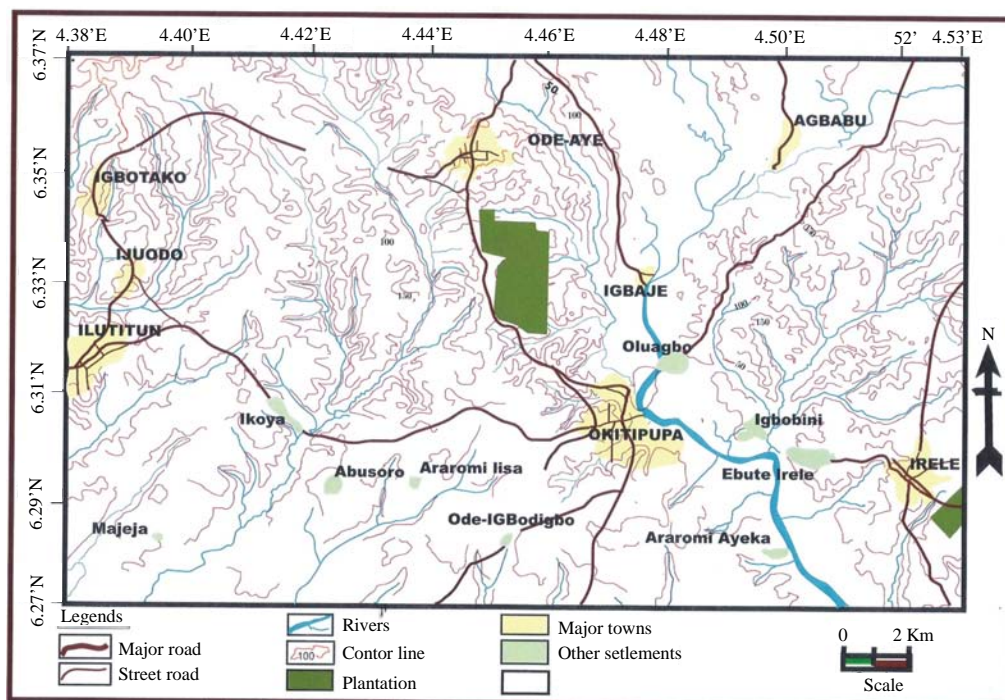 4.38’E 4.40’E 4.42’E 4.44’E 4.46’E 4.48’E 4.50’E 52’ 4.53’E
6.37’N
50
100
AGBABU
100
ODE-AYE
6.35’N
IGBOTAKO
100
IJUODO
6.33’N
150
IGBAJE
100
150
ILUTITUN
Oluagbo
50
6.31’N
Ikoya
Igbobini
OKITIPUPA
Abusoro
Araromi lisa
Ebute Irele
IRELE
6.29’N
Majeja
Ode-IGBodigbo
Araromi Ayeka
6.27’N
N
Legends
Major road
Street road
Rivers
100 Contor line
Plantation
Major towns
Other setlements
0 2 Km
Scale